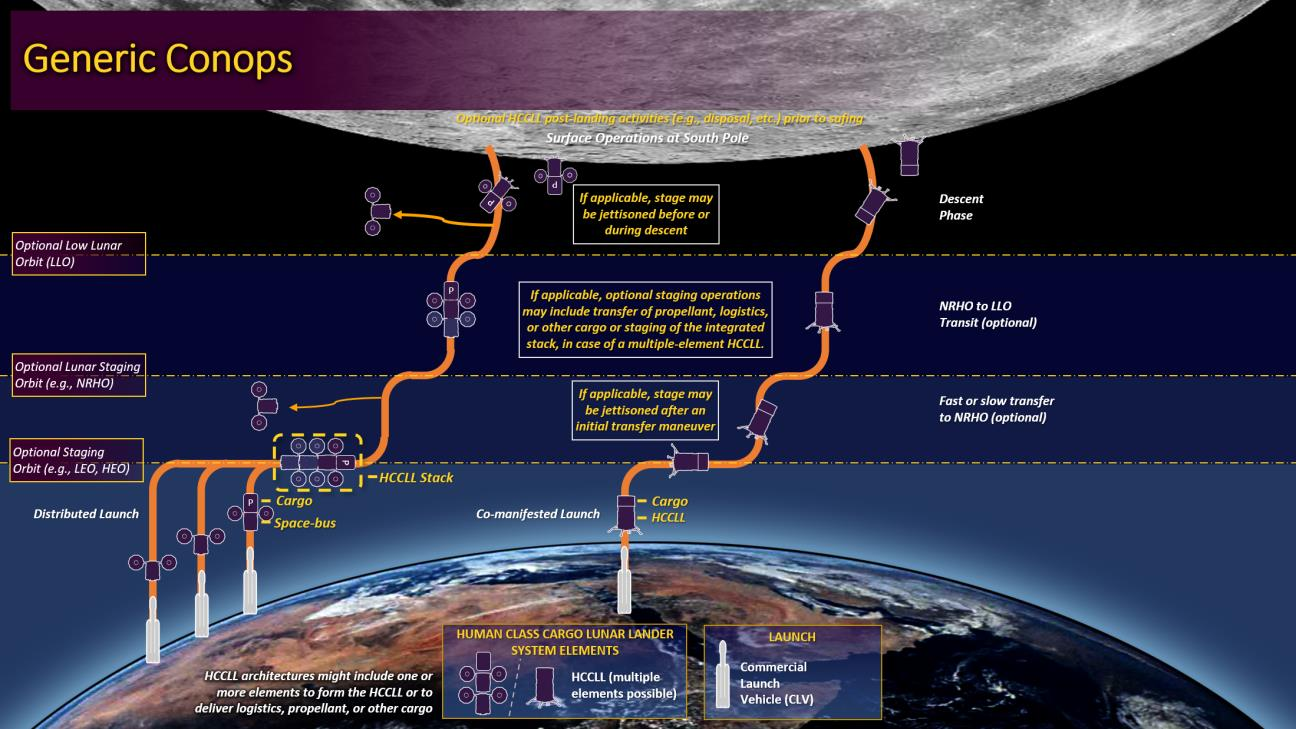 Generic Conops
Optional HCCLL post-landing activities (e.g., disposal, etc.) prior to safing
Surface Operations at South Pole
d
d
If applicable, stage may
be jettisoned before or
during descent
Descent
Phase
Optional Low Lunar
Orbit (LLO)
P
If applicable, optional staging operations
may include transfer of propellant, logistics,
or other cargo or staging of the integrated
stack, in case of a multiple-element HCCLL.
NRHO to LLO
Transit (optional)
Optional Lunar Staging
Orbit (e.g., NRHO)
If applicable, stage may
be jettisoned after an
initial transfer maneuver
Fast or slow transfer
to NRHO (optional)
Optional Staging
Orbit (e.g., LEO, HEO)
P
HCCLL Stack
Distributed Launch
P
Cargo
Space-bus
Co-manifested Launch
Cargo
HCCLL
HCCLL architectures might include one or
more elements to form the HCCLL or to
deliver logistics, propellant, or other cargo
HUMAN CLASS CARGO LUNAR LANDER
SYSTEM ELEMENTS
HCCLL (multiple
elements possible)
LAUNCH
Commercial
Launch
Vehicle (CLV)